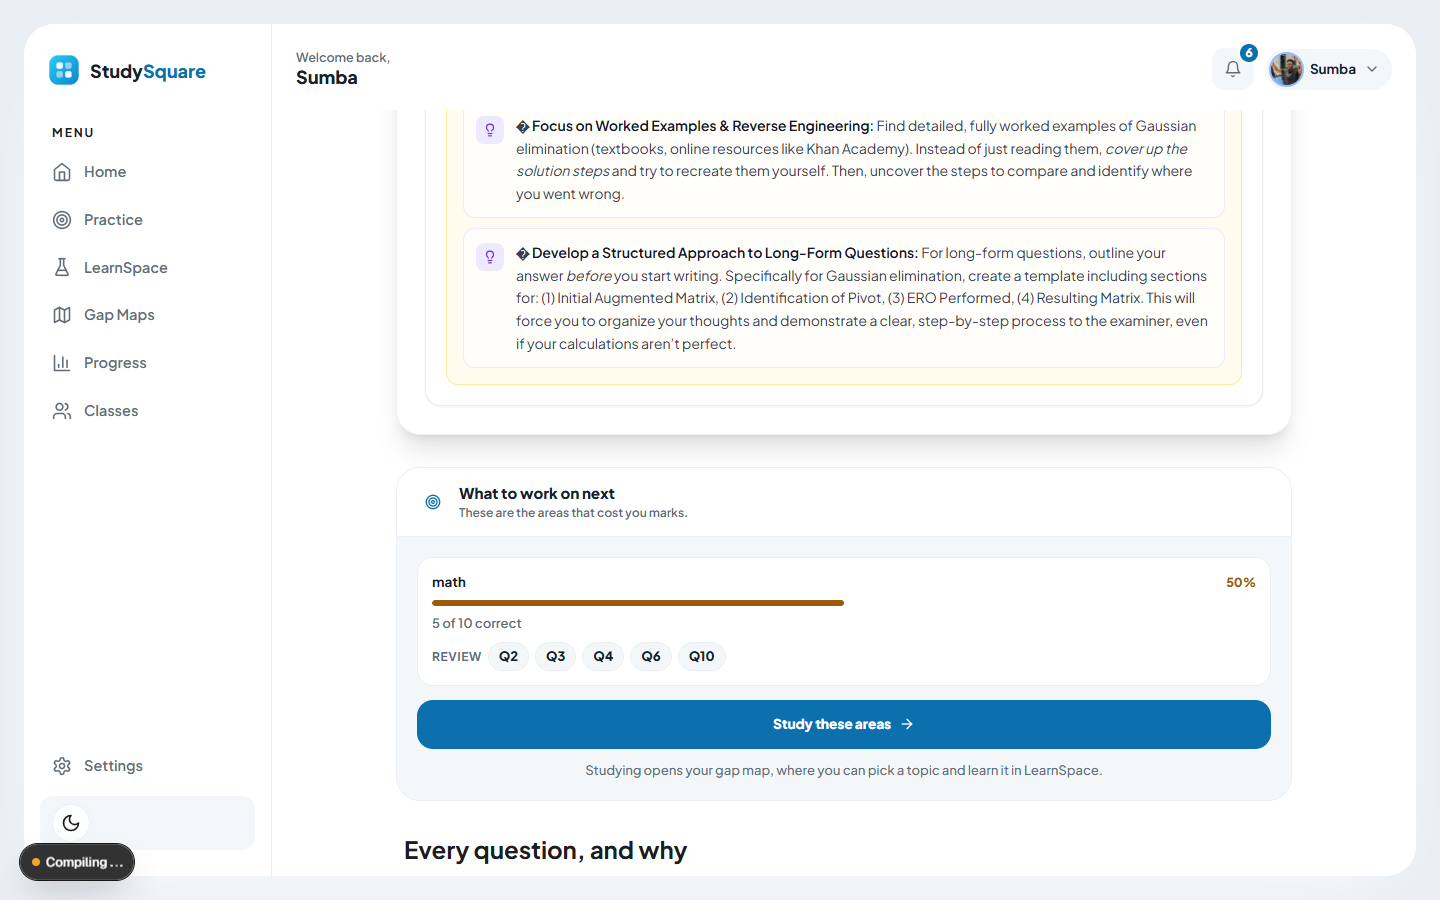 StudySquare
MENU
Home
Practice
LearnSpace
Gap Maps
Progress
Classes
Settings
Compiling ...
Welcome back,
Sumba
6
Sumba
� Focus on Worked Examples & Reverse Engineering: Find detailed, fully worked examples of Gaussian
elimination (textbooks, online resources like Khan Academy). Instead of just reading them, cover up the
solution steps and try to recreate them yourself. Then, uncover the steps to compare and identify where
you went wrong.
� Develop a Structured Approach to Long-Form Questions: For long-form questions, outline your
answer before you start writing. Specifically for Gaussian elimination, create a template including sections
for: (1) Initial Augmented Matrix, (2) Identification of Pivot, (3) ERO Performed, (4) Resulting Matrix. This will
force you to organize your thoughts and demonstrate a clear, step-by-step process to the examiner, even
if your calculations aren't perfect.
What to work on next
These are the areas that cost you marks.
math 50%
5 of 10 correct
REVIEW Q2 Q3 Q4 Q6 Q10
Study these areas →
Studying opens your gap map, where you can pick a topic and learn it in LearnSpace.
Every question, and why